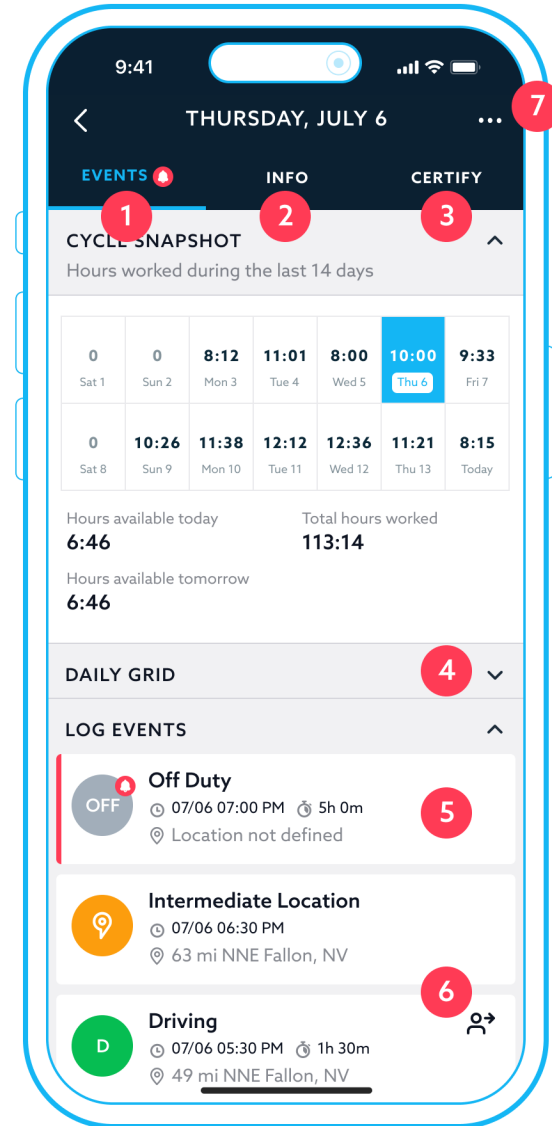 9:41
THURSDAY, JULY 6
7
EVENTS
INFO
CERTIFY
1
2
3
CYCLE SNAPSHOT
Hours worked during the last 14 days
0 0 8:12 11:01 8:00 10:00 9:33
Sat 1 Sun 2 Mon 3 Tue 4 Wed 5 Thu 6 Fri 7
0 10:26 11:38 12:12 12:36 11:21 8:15
Sat 8 Sun 9 Mon 10 Tue 11 Wed 12 Thu 13 Today
Hours available today
6:46
Total hours worked
113:14
Hours available tomorrow
6:46
DAILY GRID
4
LOG EVENTS
OFF
Off Duty
07/06 07:00 PM 5h 0m
Location not defined
5
Intermediate Location
07/06 06:30 PM
63 mi NNE Fallon, NV
6
D
Driving
07/06 05:30 PM 1h 30m
49 mi NNE Fallon, NV